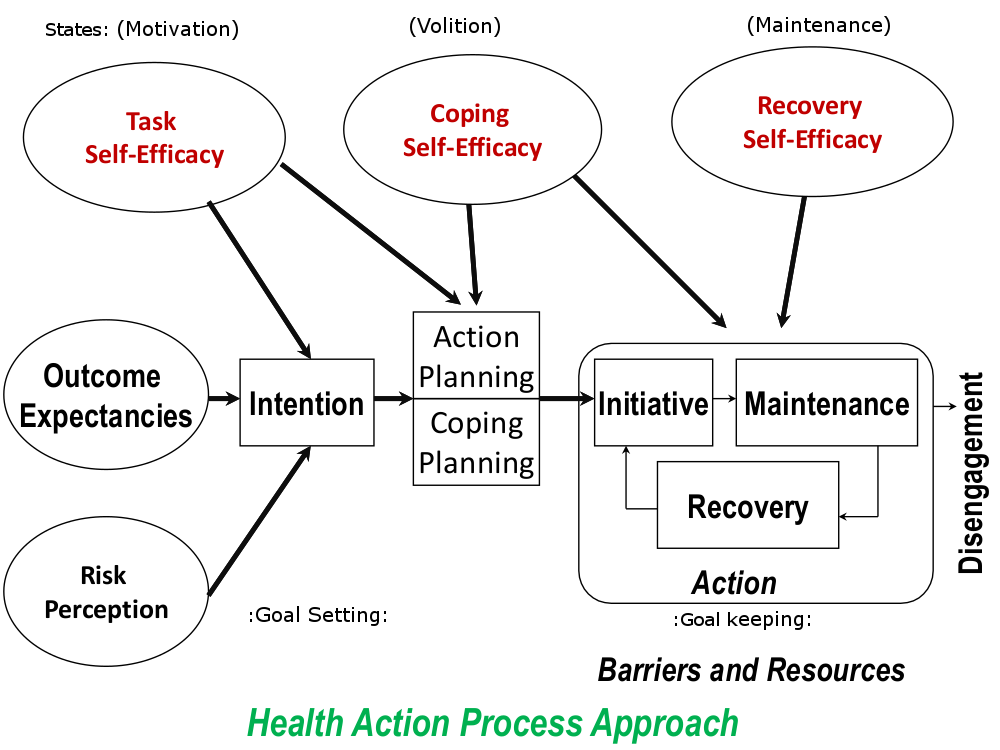 States: (Motivation)
(Volition)
(Maintenance)
Task
Self-Efficacy
Coping
Self-Efficacy
Recovery
Self-Efficacy
Outcome
Expectancies
Intention
Action
Planning
Coping
Planning
Initiative
Maintenance
Recovery
Action
Disengagement
Risk
Perception
:Goal Setting:
:Goal keeping:
Barriers and Resources
Health Action Process Approach